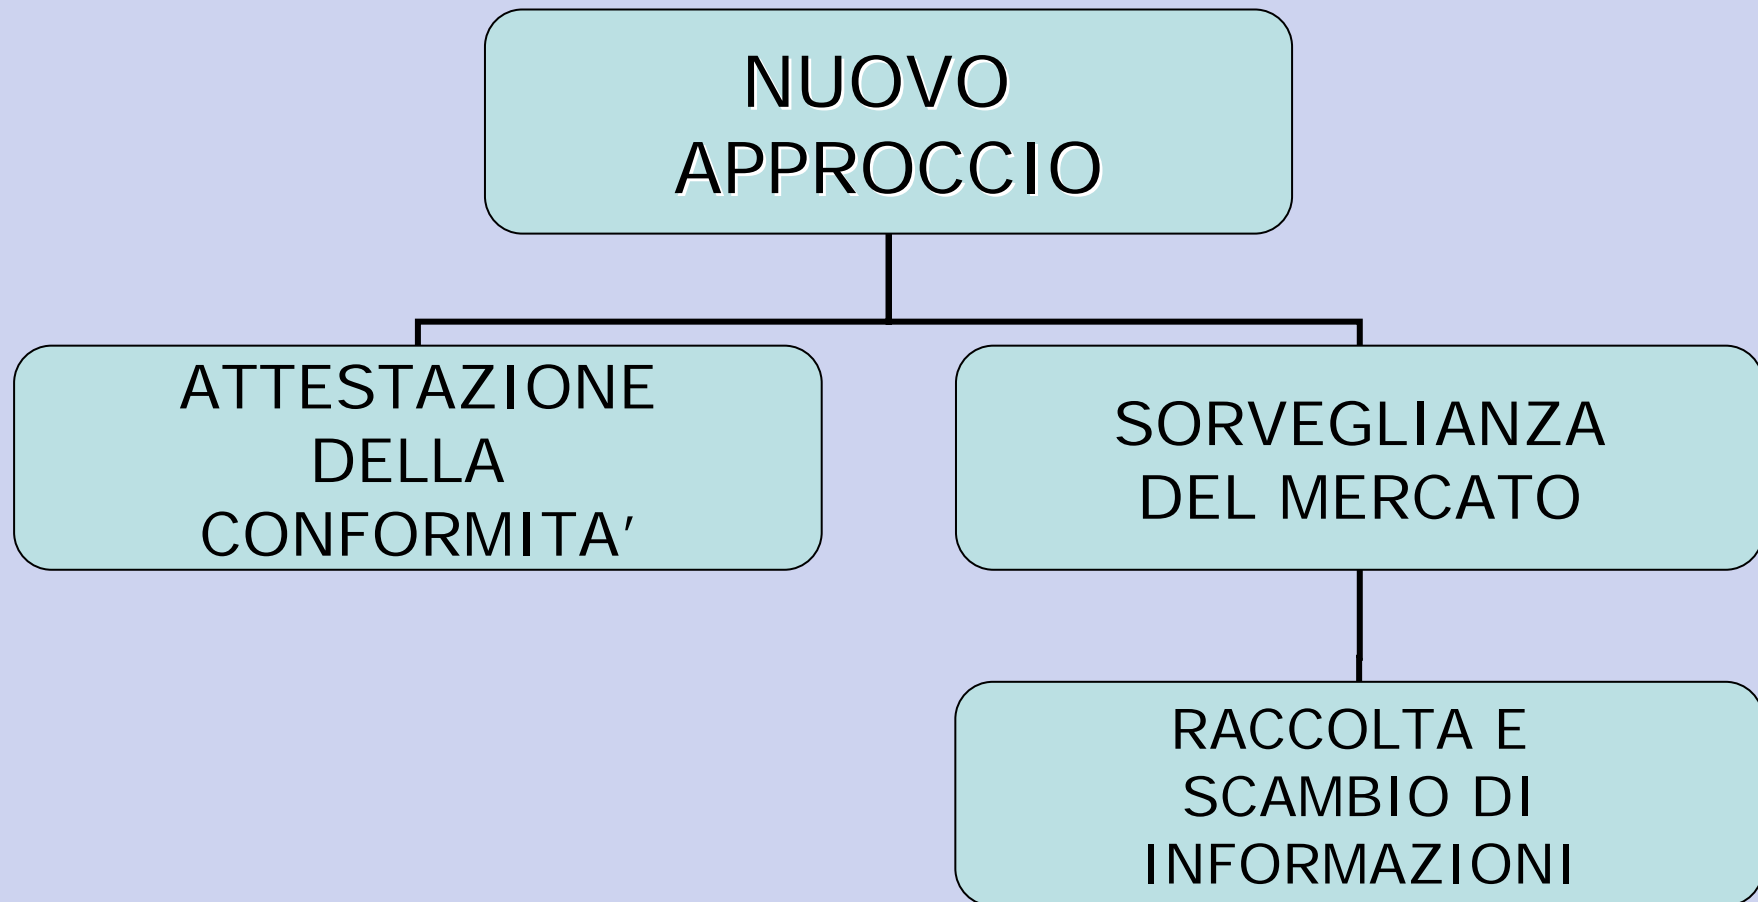 NUOVO
APPROCCIO
ATTESTAZIONE
DELLA
CONFORMITA'
SORVEGLIANZA
DEL MERCATO
RACCOLTA E
SCAMBIO DI
INFORMAZIONI